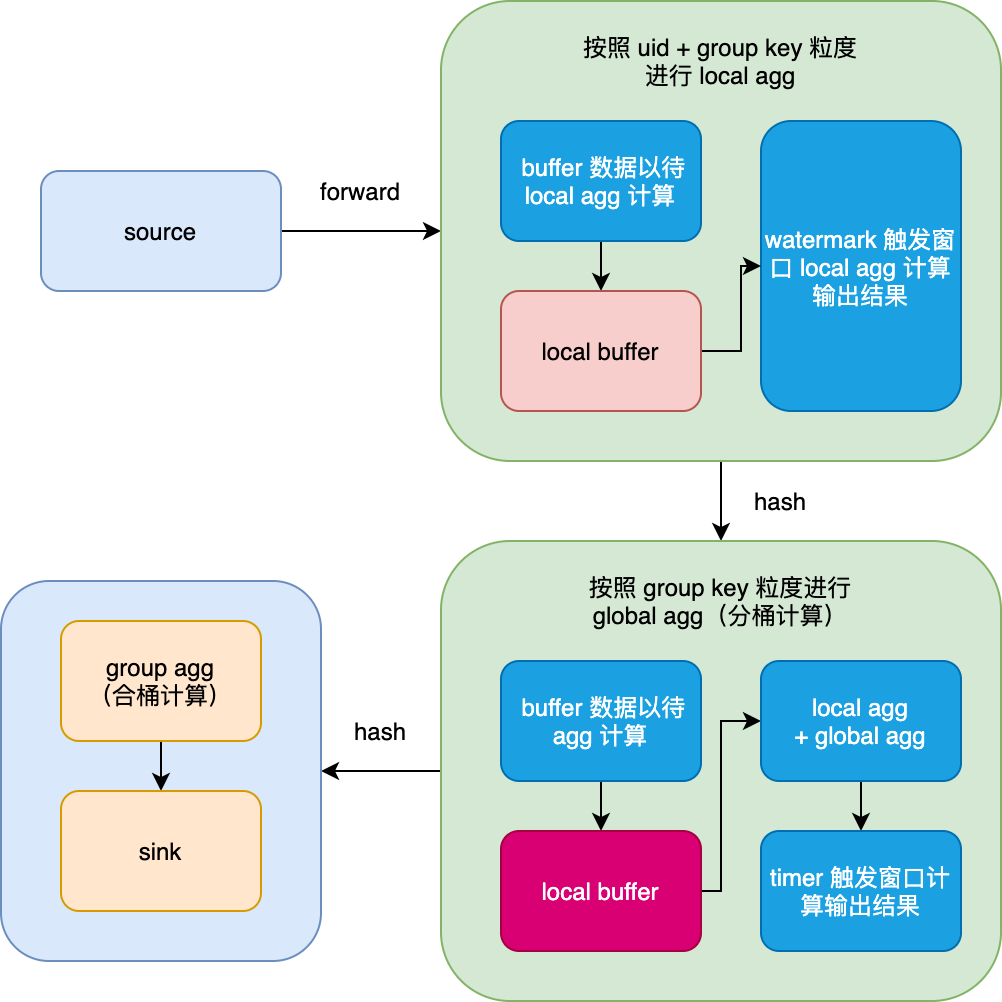 按照 uid + group key 粒度
进行 local agg
buffer 数据以待
local agg 计算
source
forward
watermark 触发窗
口 local agg 计算
输出结果
local buffer
hash
按照 group key 粒度进行
global agg（分桶计算）
group agg
（合桶计算）
hash
buffer 数据以待
agg 计算
local agg
+ global agg
sink
local buffer
timer 触发窗口计
算输出结果